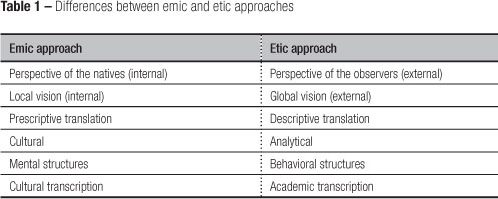 Table 1 – Differences between emic and etic approaches
Emic approach Etic approach
Perspective of the natives (internal) Perspective of the observers (external)
Local vision (internal) Global vision (external)
Prescriptive translation Descriptive translation
Cultural Analytical
Mental structures Behavioral structures
Cultural transcription Academic transcription